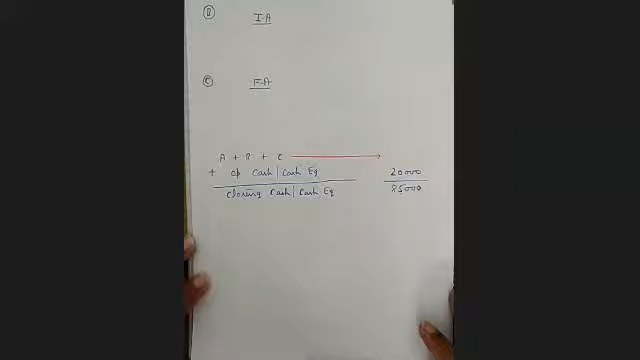 B I-A
C F-A
A + B + C
+ op Cash | Cash Eq 20000
Closing Cash | Cash Eq 85000